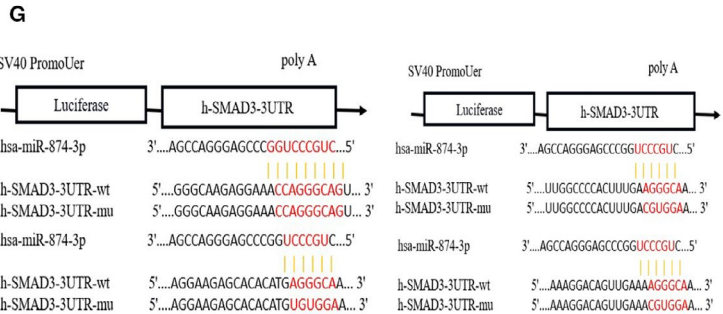 G
SV40 PromoUer
poly A
Luciferase
h-SMAD3-3UTR
hsa-miR-874-3p 3'....AGCCAGGGAGCCCGGUCCCGUC...5'
h-SMAD3-3UTR-wt 5'....GGGCAAGAGGAAACCAGGGCAGU... 3'
h-SMAD3-3UTR-mu 5'....GGGCAAGAGGAAACCAGGGCAGU... 3'
hsa-miR-874-3p 3'....AGCCAGGGAGCCCGGUCCCGUC...5'
h-SMAD3-3UTR-wt 5'....AGGAAGAGCACACATGAGGGCAA... 3'
h-SMAD3-3UTR-mu 5'....AGGAAGAGCACACATGUGUGGAA... 3'
SV40 PromUer
poly A
Luciferase
h-SMAD3-3UTR
hsa-miR-874-3p 3'....AGCCAGGGAGCCCGGUCCCGUC...5'
h-SMAD3-3UTR-wt 5'....UUGGCCCCACUUUGAAGGGCAA... 3'
h-SMAD3-3UTR-mu 5'....UUGGCCCCACUUUGACGUGGAA... 3'
hsa-miR-874-3p 3'....AGCCAGGGAGCCCGGUCCCGUC...5'
h-SMAD3-3UTR-wt 5'....AAAGGACAGUUGAAAAGGGCAA... 3'
h-SMAD3-3UTR-mu 5'....AAAGGACAGUUGAAACGUGGAA... 3'